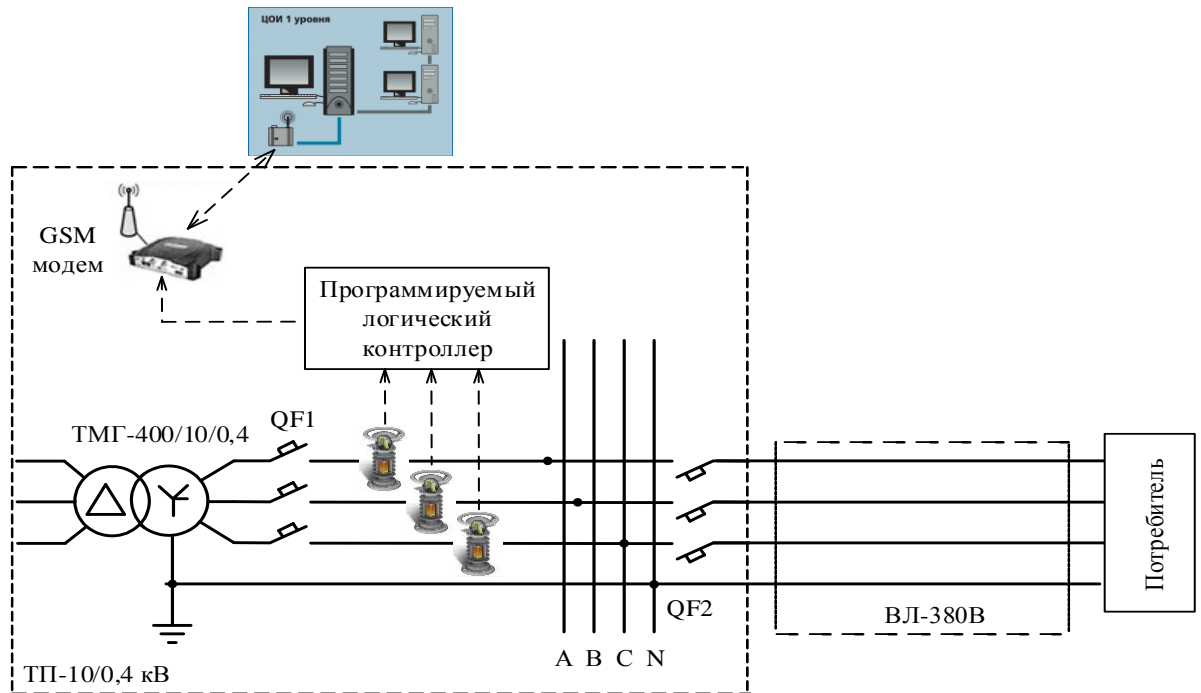 ЦОИ 1 уровня
GSM
модем
Программируемый
логический
контроллер
QF1
ТМГ-400/10/0,4
QF2
ВЛ-380В
Потребитель
A B C N
ТП-10/0,4 кВ